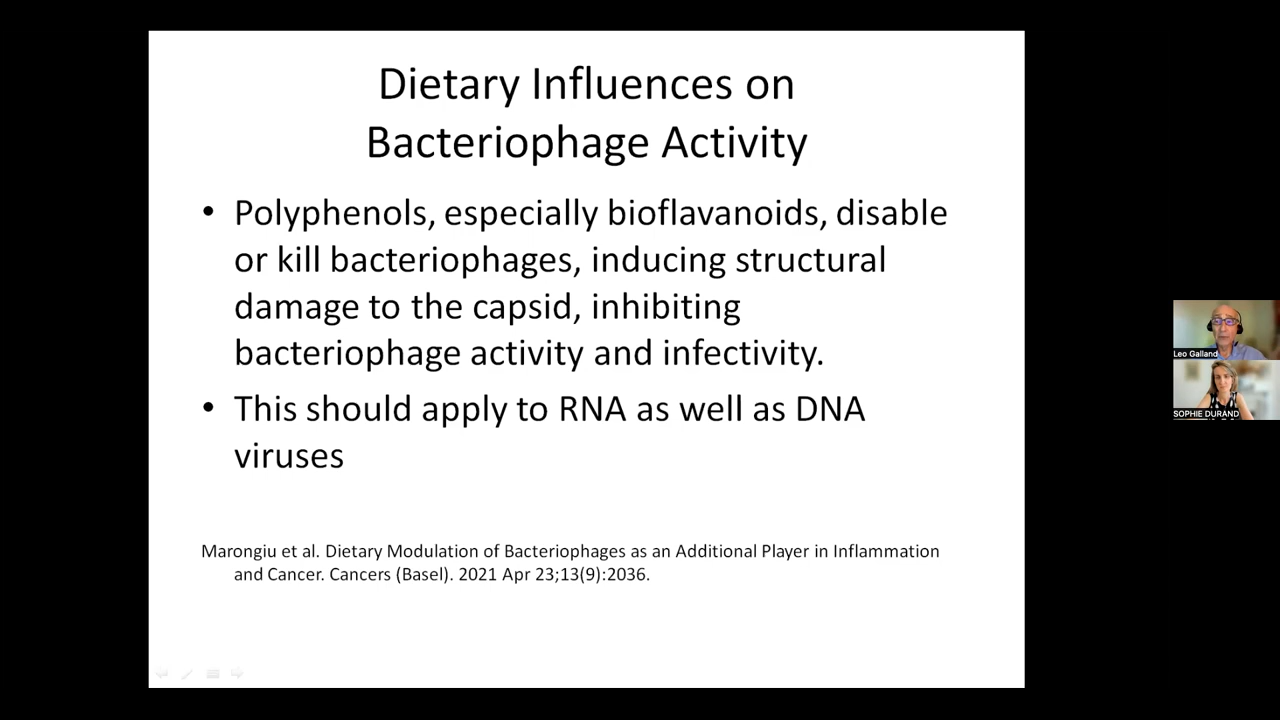 Dietary Influences on
Bacteriophage Activity
• Polyphenols, especially bioflavanoids, disable
or kill bacteriophages, inducing structural
damage to the capsid, inhibiting
bacteriophage activity and infectivity.
• This should apply to RNA as well as DNA
viruses
Marongiu et al. Dietary Modulation of Bacteriophages as an Additional Player in Inflammation
and Cancer. Cancers (Basel). 2021 Apr 23;13(9):2036.
Leo Galland
SOPHIE DURAND